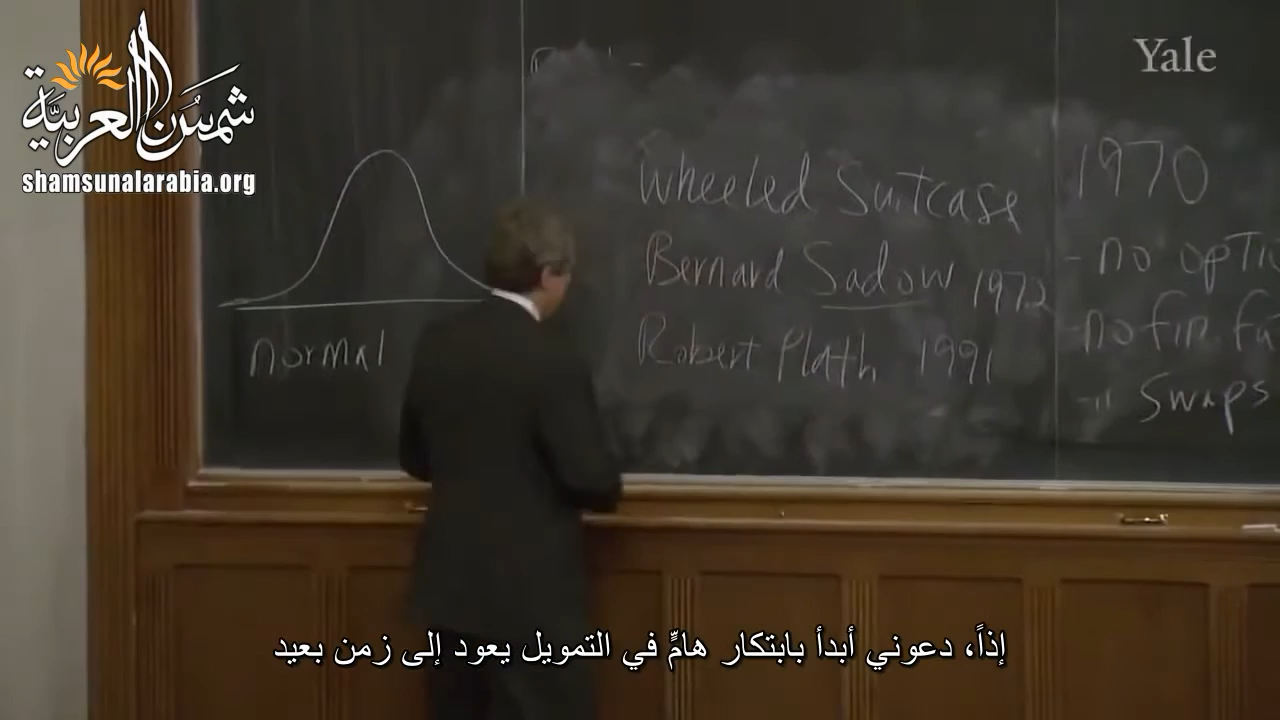 شمس العربية
shamsunalarabia.org
Yale
normal
Wheeled Suitcase
Bernard Sadow 1972
Robert Plath 1991
1970
- no optio
- no fin fu
- " Swaps
إذاً، دعوني أبدأ بابتكار هامٍّ في التمويل يعود إلى زمن بعيد